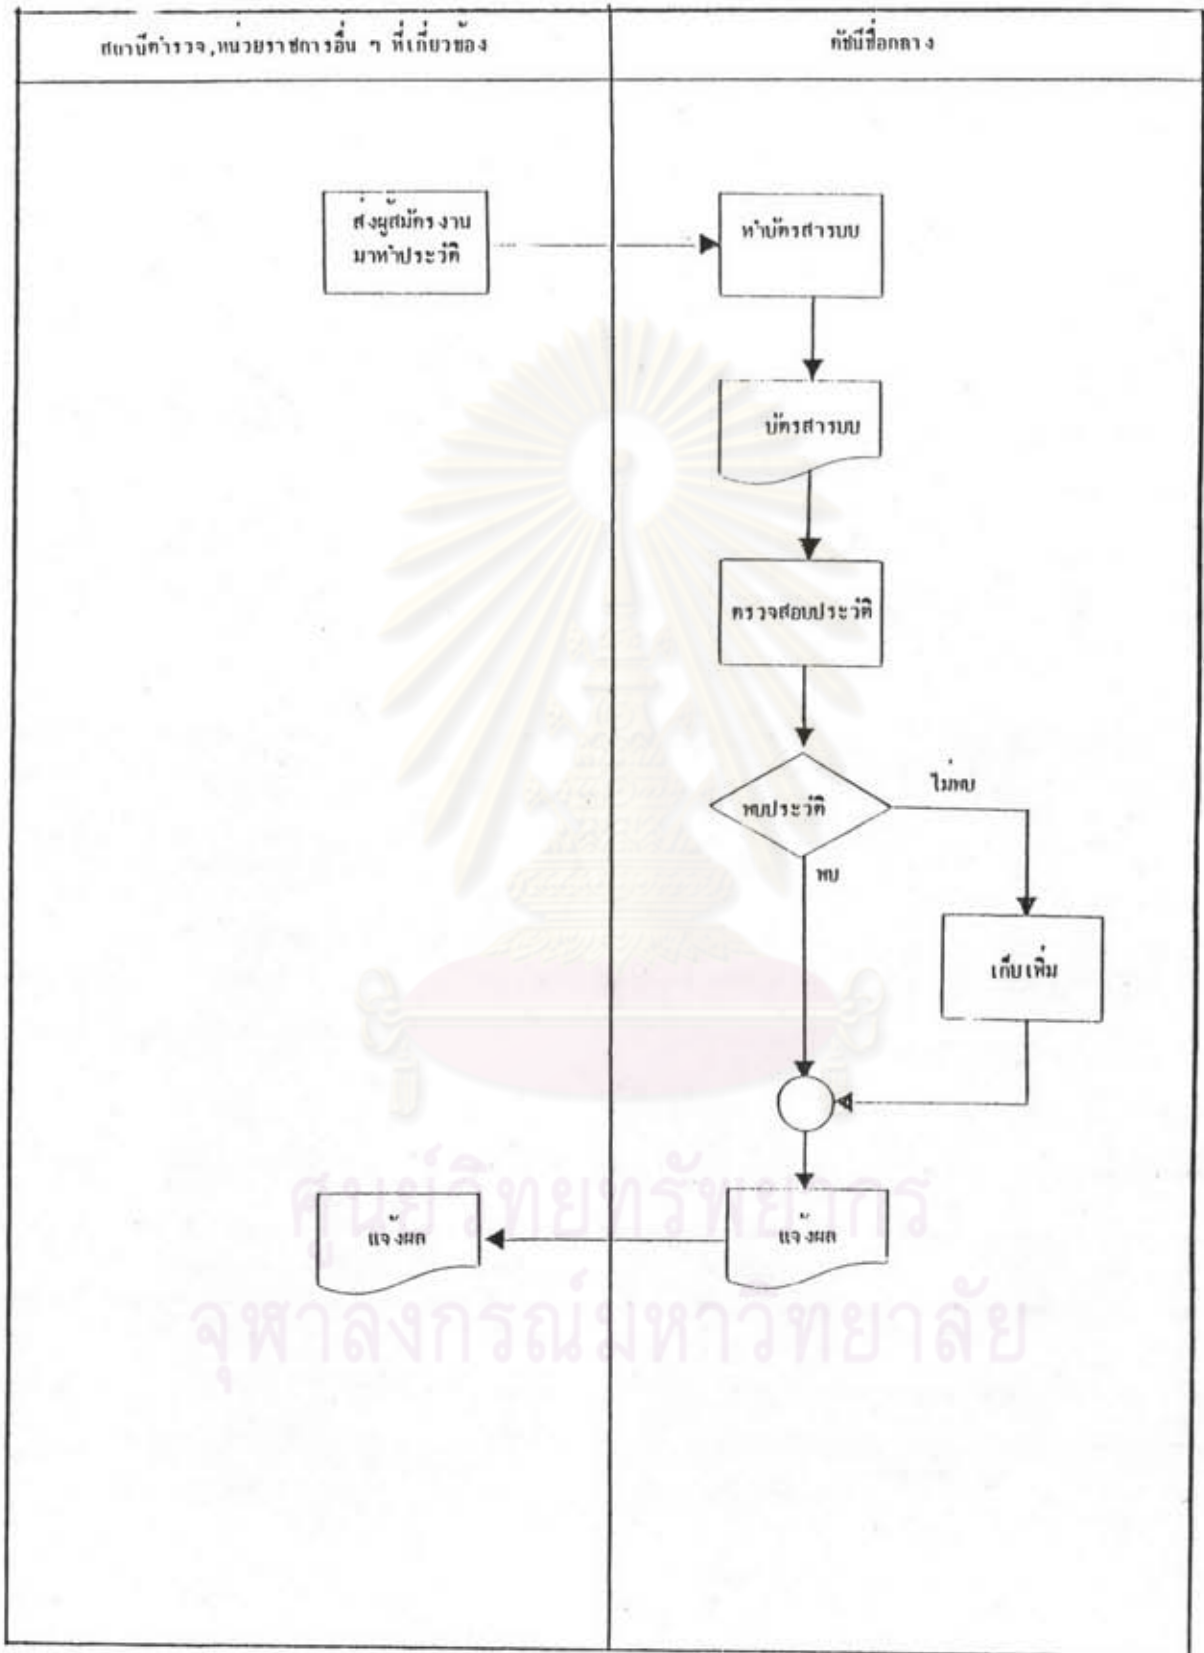 สถานีตำรวจ,หน่วยราชการอื่น ๆ ที่เกี่ยวข้อง
ดัชนีชื่อกลาง
ส่งผู้สมัครงาน
มาทำประวัติ
ทำบัตรสารบบ
บัตรสารบบ
ตรวจสอบประวัติ
พบประวัติ
ไม่พบ
พบ
เก็บเพิ่ม
แจ้งผล
แจ้งผล
ศูนย์วิทยทรัพยากร
จุฬาลงกรณ์มหาวิทยาลัย